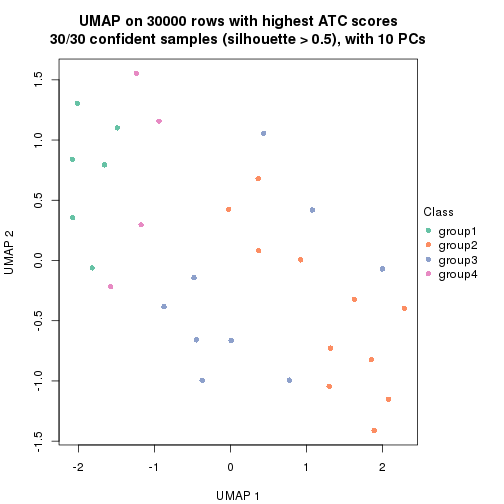 UMAP on 30000 rows with highest ATC scores
30/30 confident samples (silhouette > 0.5), with 10 PCs
1.5
1.0
0.5
0.0
-0.5
-1.0
-1.5
UMAP 2
-2
-1
0
1
2
UMAP 1
Class
group1
group2
group3
group4